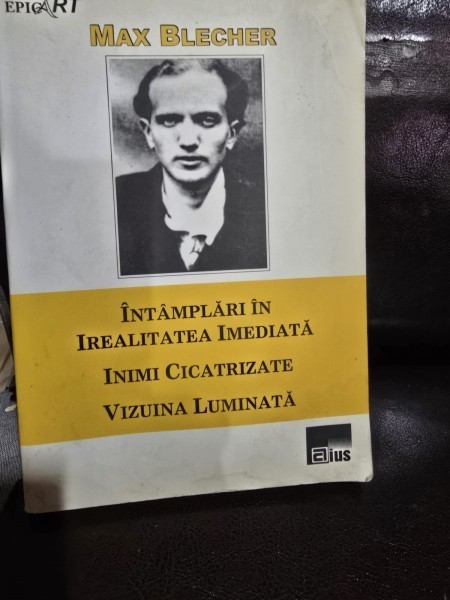 EPICART
MAX BLECHER
ÎNTÂMPLĂRI ÎN
IREALITATEA IMEDIATĂ
INIMI CICATRIZATE
VIZUINA LUMINATĂ
aius